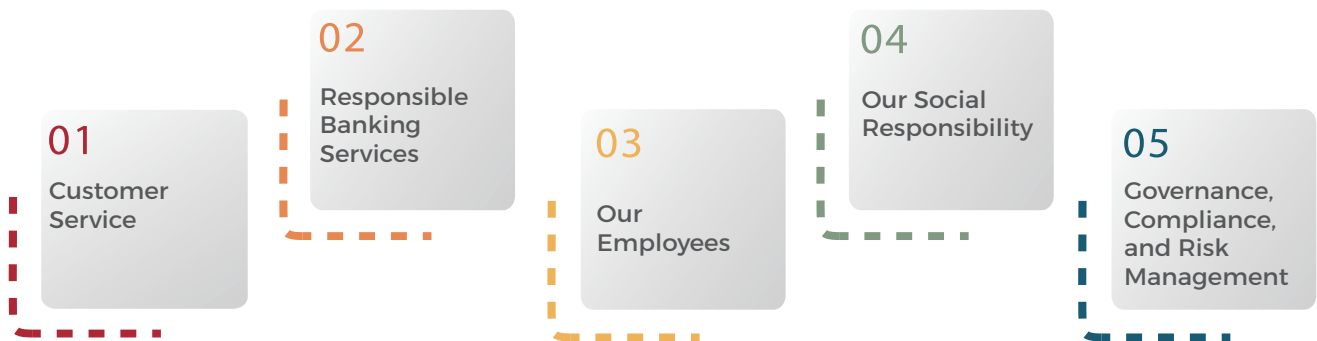 01
Customer
Service
02
Responsible
Banking
Services
03
Our
Employees
04
Our Social
Responsibility
05
Governance,
Compliance,
and Risk
Management